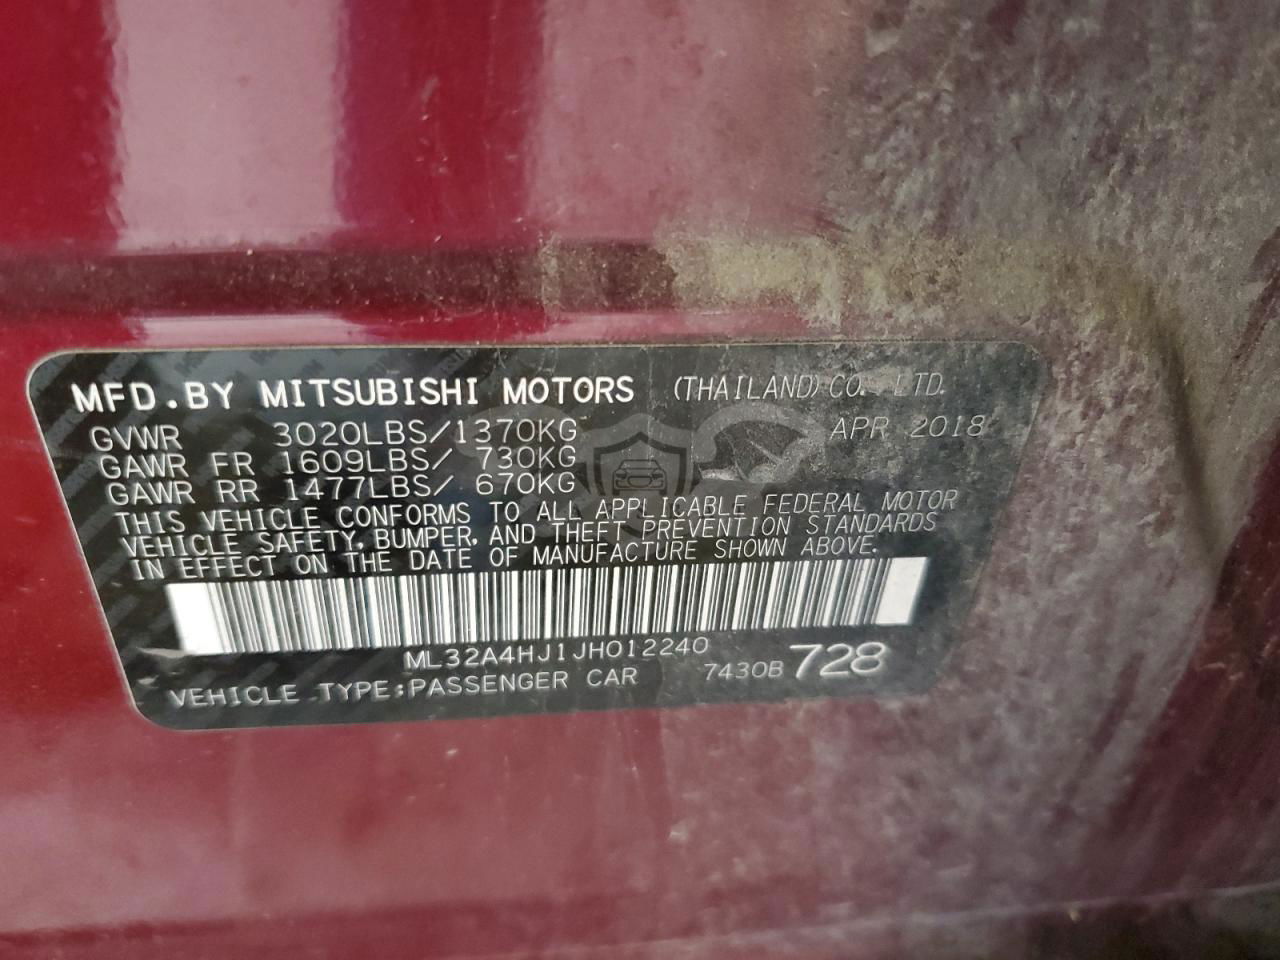 MFD.BY MITSUBISHI MOTORS (THAILAND)CO. LTD.
GVWR 3020LBS/1370KG APR 2018
GAWR FR 1609LBS/ 730KG
GAWR RR 1477LBS/ 670KG
THIS VEHICLE CONFORMS TO ALL APPLICABLE FEDERAL MOTOR
VEHICLE SAFETY, BUMPER, AND THEFT PREVENTION STANDARDS
IN EFFECT ON THE DATE OF MANUFACTURE SHOWN ABOVE.
ML32A4HJ1JH012240
VEHICLE TYPE:PASSENGER CAR 7430B 728